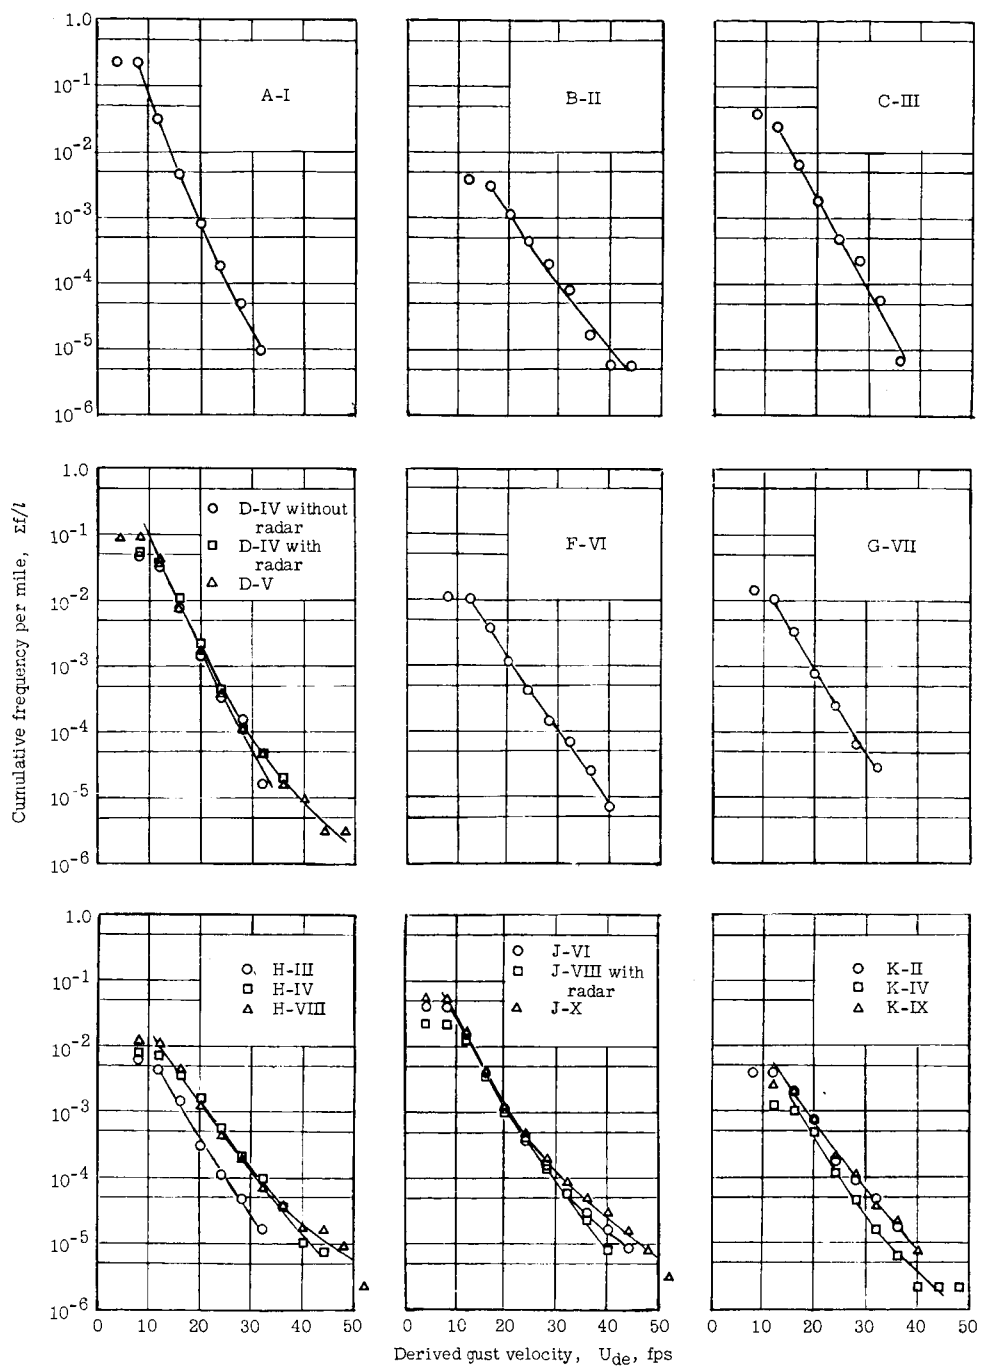 1.0
10-1
10-2
10-3
10-4
10-5
10-6
A-I
B-II
C-III
Cumulative frequency per mile, Σf/l
1.0
10-1
10-2
10-3
10-4
10-5
10-6
D-IV without
radar
D-IV with
radar
D-V
F-VI
G-VII
1.0
10-1
10-2
10-3
10-4
10-5
10-6
H-III
H-IV
H-VIII
J-VI
J-VIII with
radar
J-X
K-II
K-IV
K-IX
0 10 20 30 40 50
0 10 20 30 40 50
0 10 20 30 40 50
Derived gust velocity, Ude, fps